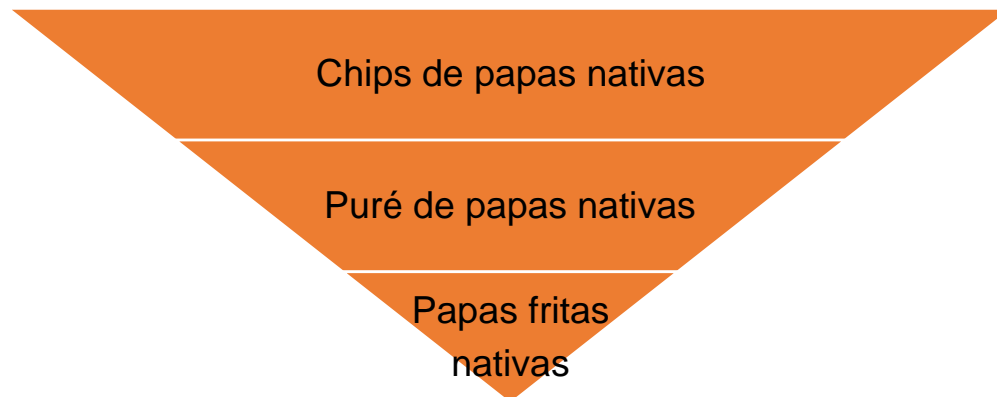 Chips de papas nativas
Puré de papas nativas
Papas fritas
nativas